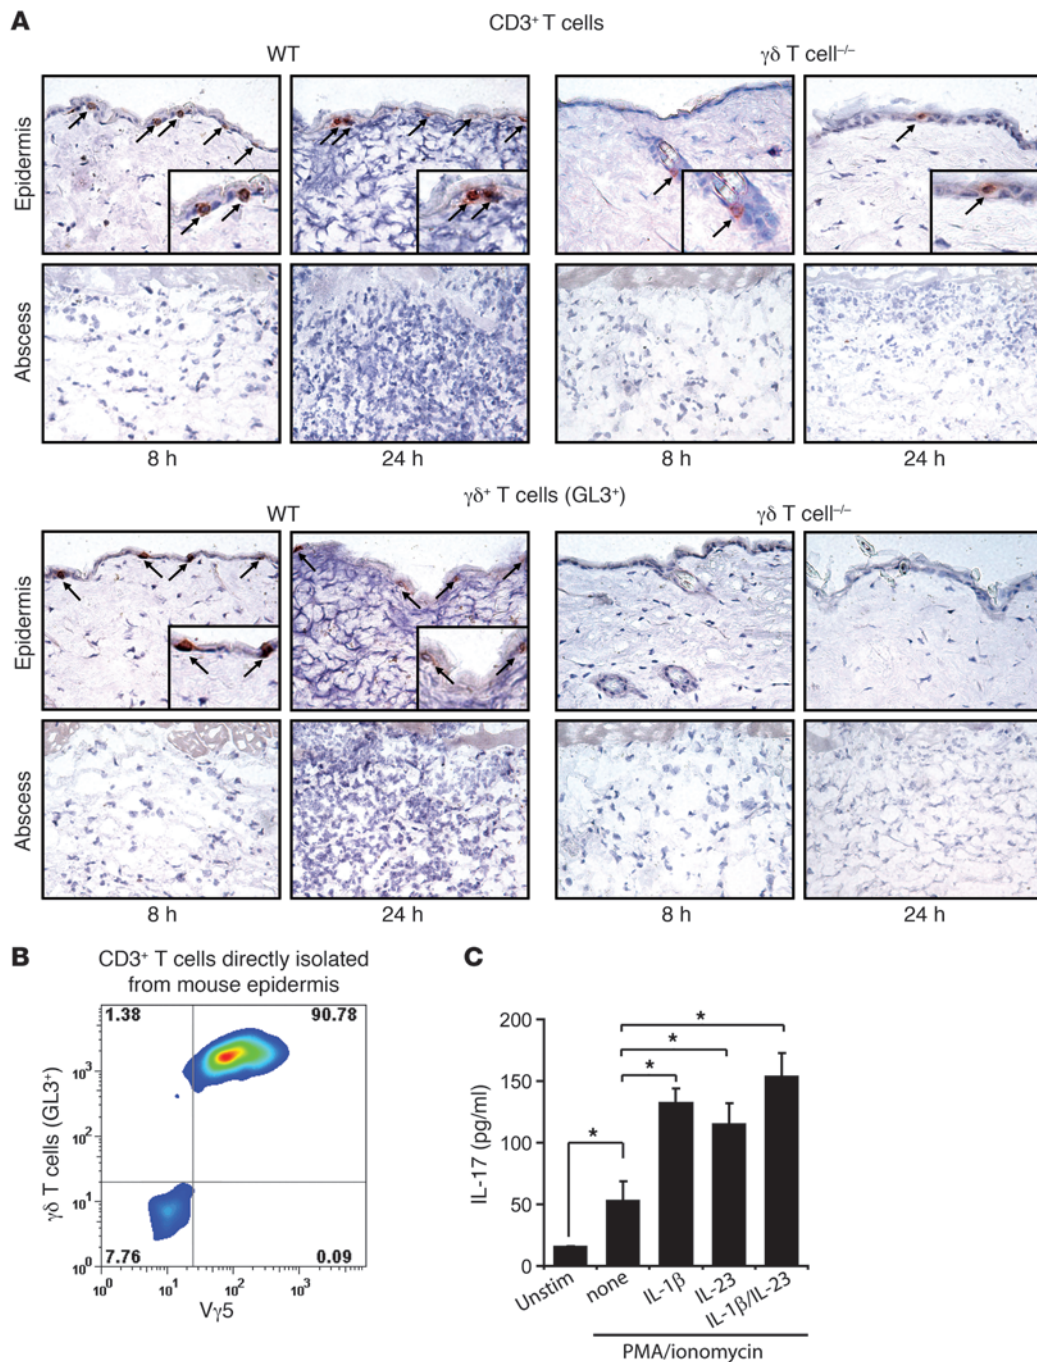 A
CD3⁺ T cells
WT
γδ T cell⁻/⁻
Epidermis
Abscess
8 h
24 h
8 h
24 h
γδ⁺ T cells (GL3⁺)
WT
γδ T cell⁻/⁻
Epidermis
Abscess
8 h
24 h
8 h
24 h
B
CD3⁺ T cells directly isolated
from mouse epidermis
1.38
90.78
γδ T cells (GL3⁺)
10³
10²
10¹
10⁰
7.76
0.09
10⁰
10¹
10²
10³
Vγ5
C
IL-17 (pg/ml)
200
150
100
50
0
*
*
*
*
Unstim
none
IL-1β
IL-23
IL-1β/IL-23
PMA/ionomycin